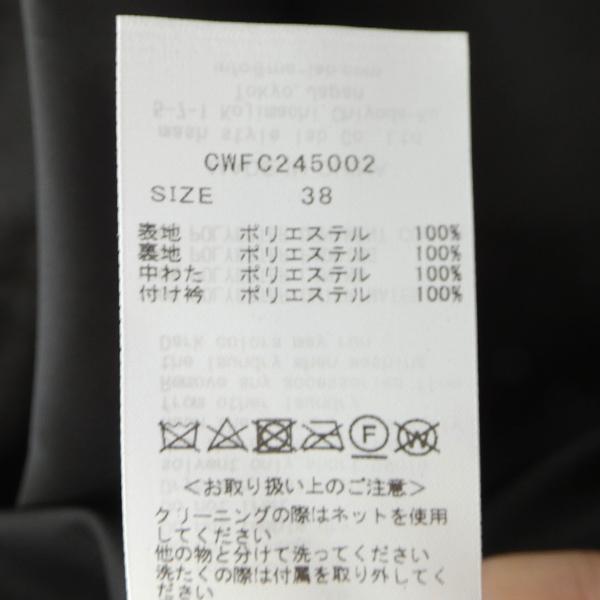 CWFC245002
SIZE 38
表地 ポリエステル 100%
裏地 ポリエステル 100%
中わた ポリエステル 100%
付け衿 ポリエステル 100%
F W
<お取り扱い上のご注意>
クリーニングの際はネットを使用
してください
他の物と分けて洗ってください
洗たくの際は付属を取り外してく
ださい